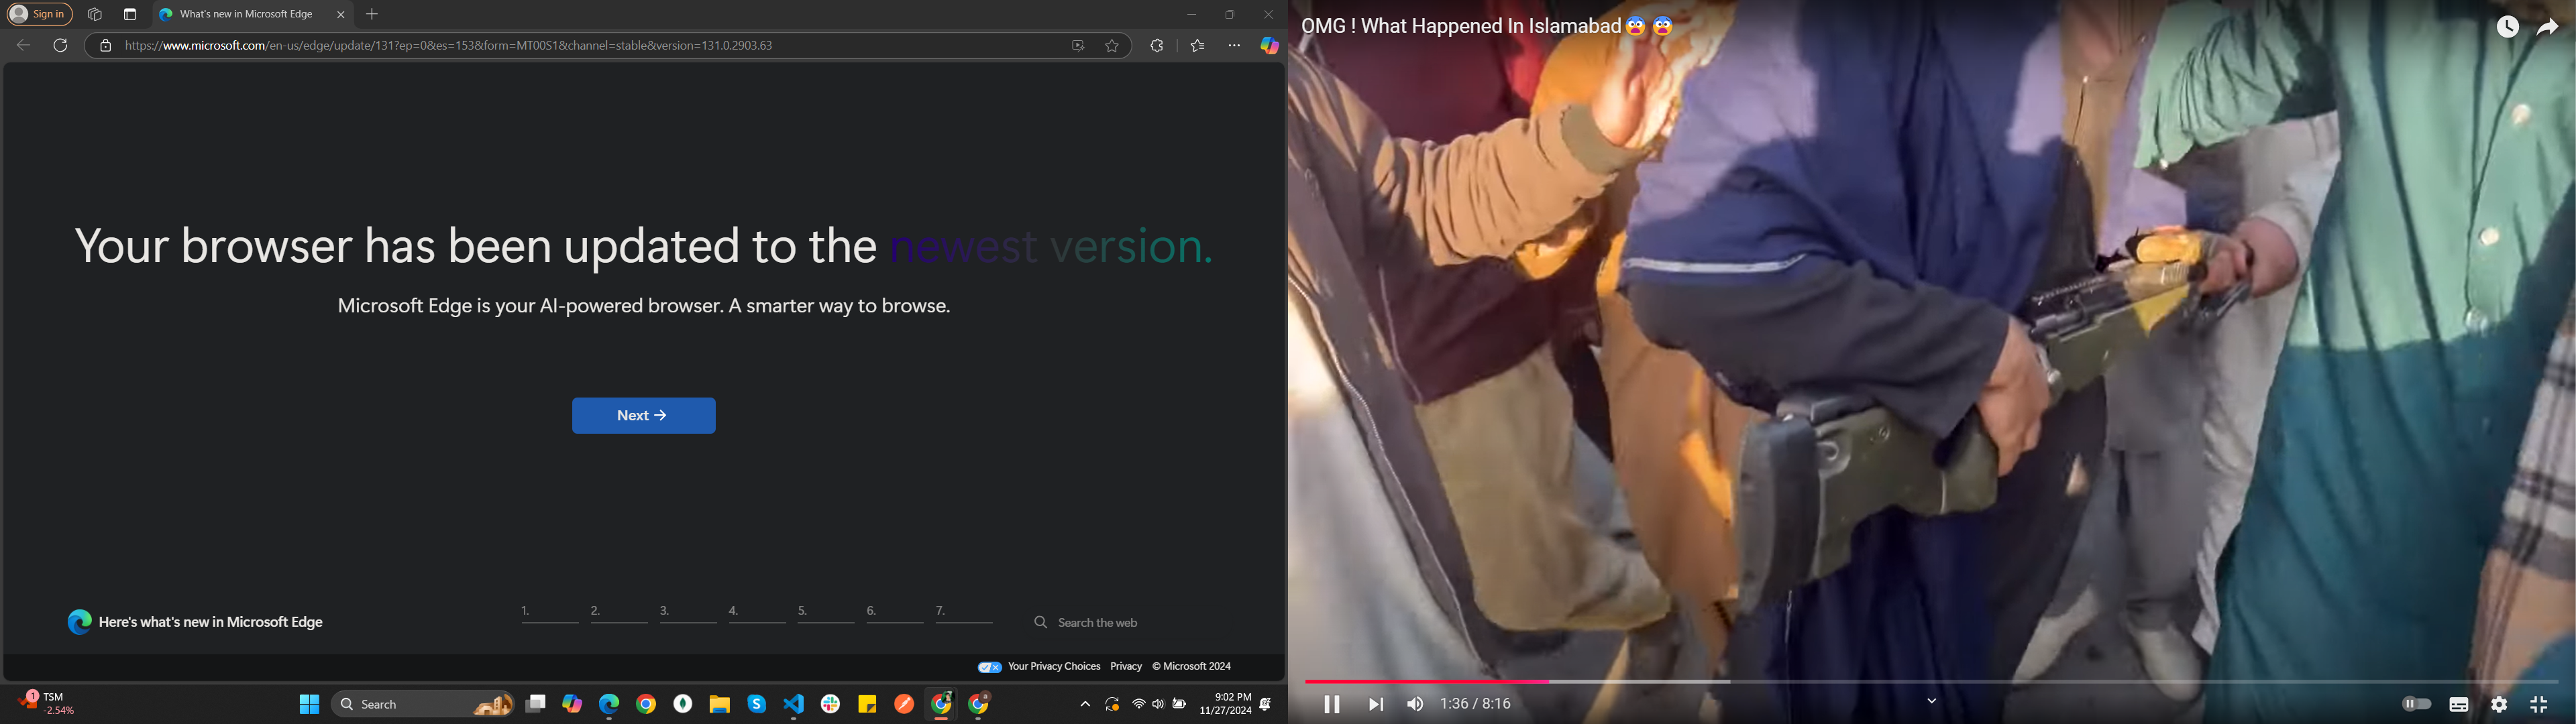 Sign in
What's new in Microsoft Edge
https://www.microsoft.com/en-us/edge/update/131?ep=0&es=153&form=MT00S1&channel=stable&version=131.0.2903.63
Your browser has been updated to the newest version.
Microsoft Edge is your AI-powered browser. A smarter way to browse.
Next →
Here's what's new in Microsoft Edge
1. 2. 3. 4. 5. 6. 7.
Search the web
Your Privacy Choices Privacy © Microsoft 2024
1
TSM
-2.54%
Search
9:02 PM
11/27/2024
OMG ! What Happened In Islamabad😨 😨
1:36 / 8:16